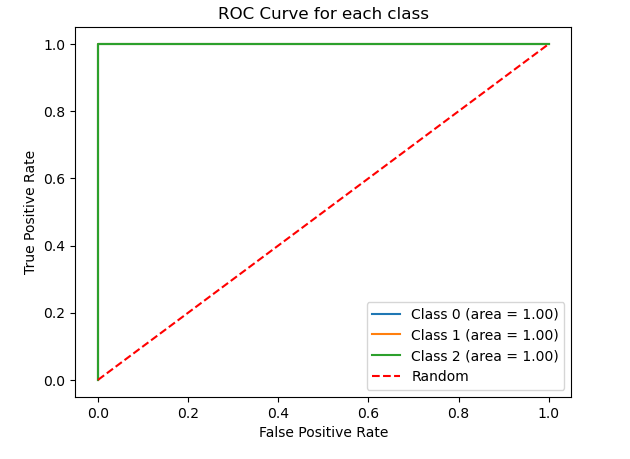 ROC Curve for each class
True Positive Rate
1.0
0.8
0.6
0.4
0.2
0.0
Class 0 (area = 1.00)
Class 1 (area = 1.00)
Class 2 (area = 1.00)
Random
0.0 0.2 0.4 0.6 0.8 1.0
False Positive Rate